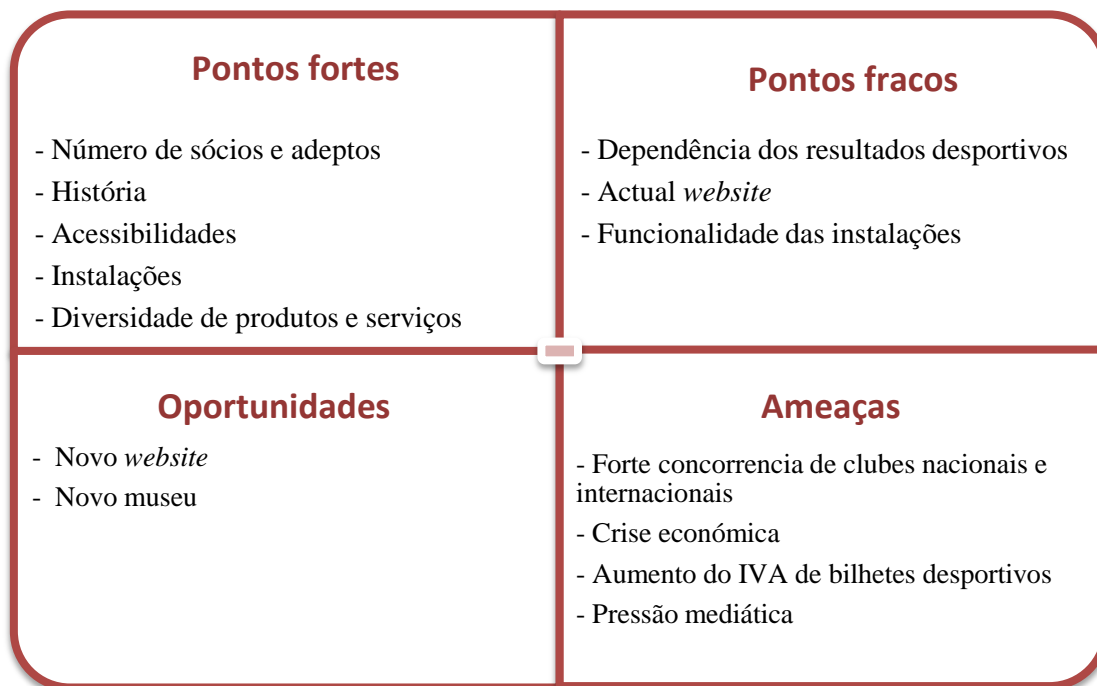 Pontos fortes
- Número de sócios e adeptos
- História
- Acessibilidades
- Instalações
- Diversidade de produtos e serviços
Pontos fracos
- Dependência dos resultados desportivos
- Actual website
- Funcionalidade das instalações
Oportunidades
- Novo website
- Novo museu
Ameaças
- Forte concorrencia de clubes nacionais e
internacionais
- Crise económica
- Aumento do IVA de bilhetes desportivos
- Pressão mediática